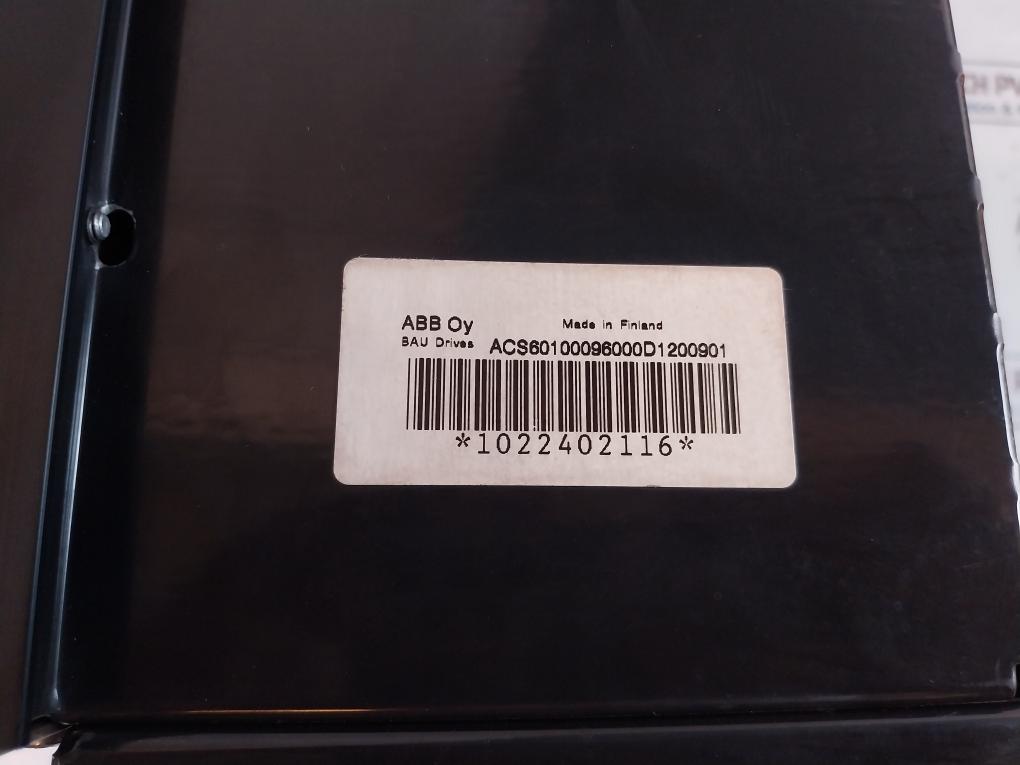 ABB Oy Made in Finland
BAU Drives ACS60100096000D1200901
*1022402116*